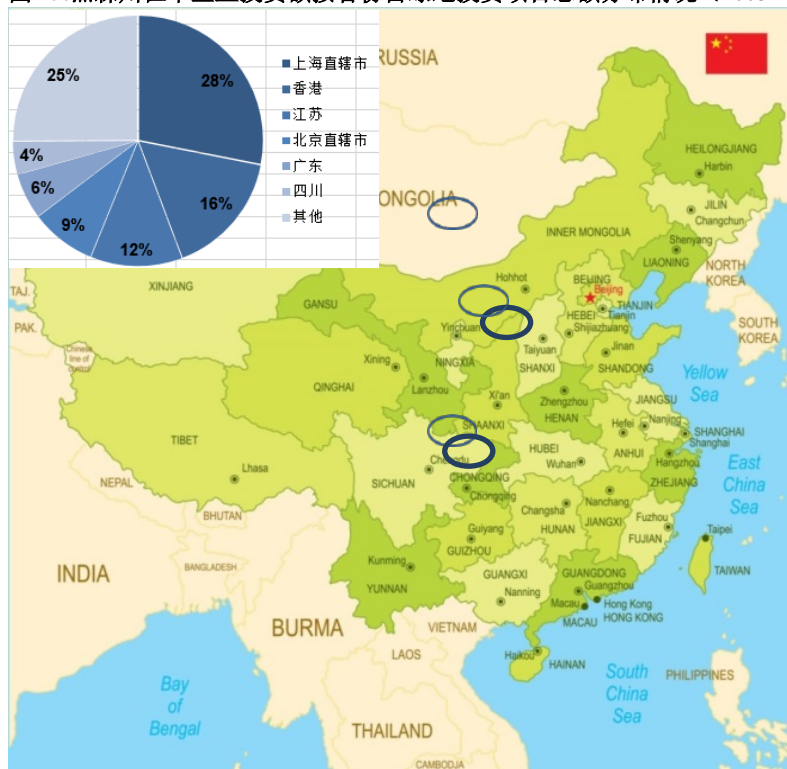 25%
28%
4%
6%
9%
12%
16%
上海直辖市
香港
江苏
北京直辖市
广东
四川
其他
RUSSIA
ONGOLIA
HEILONGJIANG
Harbin
JILIN
Changchun
INNER MONGOLIA
Shenyang
LIAONING
NORTH
KOREA
SOUTH
KOREA
Hohhot
BEIJING
Beijing
TIANJIN
Tianjin
HEBEI
Shijiazhuang
XINJIANG
TAJ.
PAK.
Chinese
line of
control
GANSU
Yinchuan
NINGXIA
Taiyuan
SHANXI
Jinan
SHANDONG
Yellow
Sea
Xining
QINGHAI
Lanzhou
Xi'an
SHAANXI
Zhengzhou
HENAN
JIANGSU
Hefei
Nanjing
SHANGHAI
Shanghai
ANHUI
TIBET
Lhasa
Chengdu
SICHUAN
CHONGQING
Chongqing
HUBEI
Wuhan
Hangzhou
ZHEJIANG
East
China
Sea
NEPAL
BHUTAN
BANGLADESH
INDIA
Changsha
HUNAN
Nanchang
JIANGXI
Fuzhou
FUJIAN
Taipei
TAIWAN
Guiyang
GUIZHOU
Kunming
YUNNAN
GUANGXI
Nanning
GUANGDONG
Guangzhou
Macau
MACAU
Hong Kong
HONG KONG
Haikou
HAINAN
BURMA
VIETNAM
LAOS
THAILAND
CAMBODJA
Bay
of
Bengal
South
China
Sea
PHILIPPINES